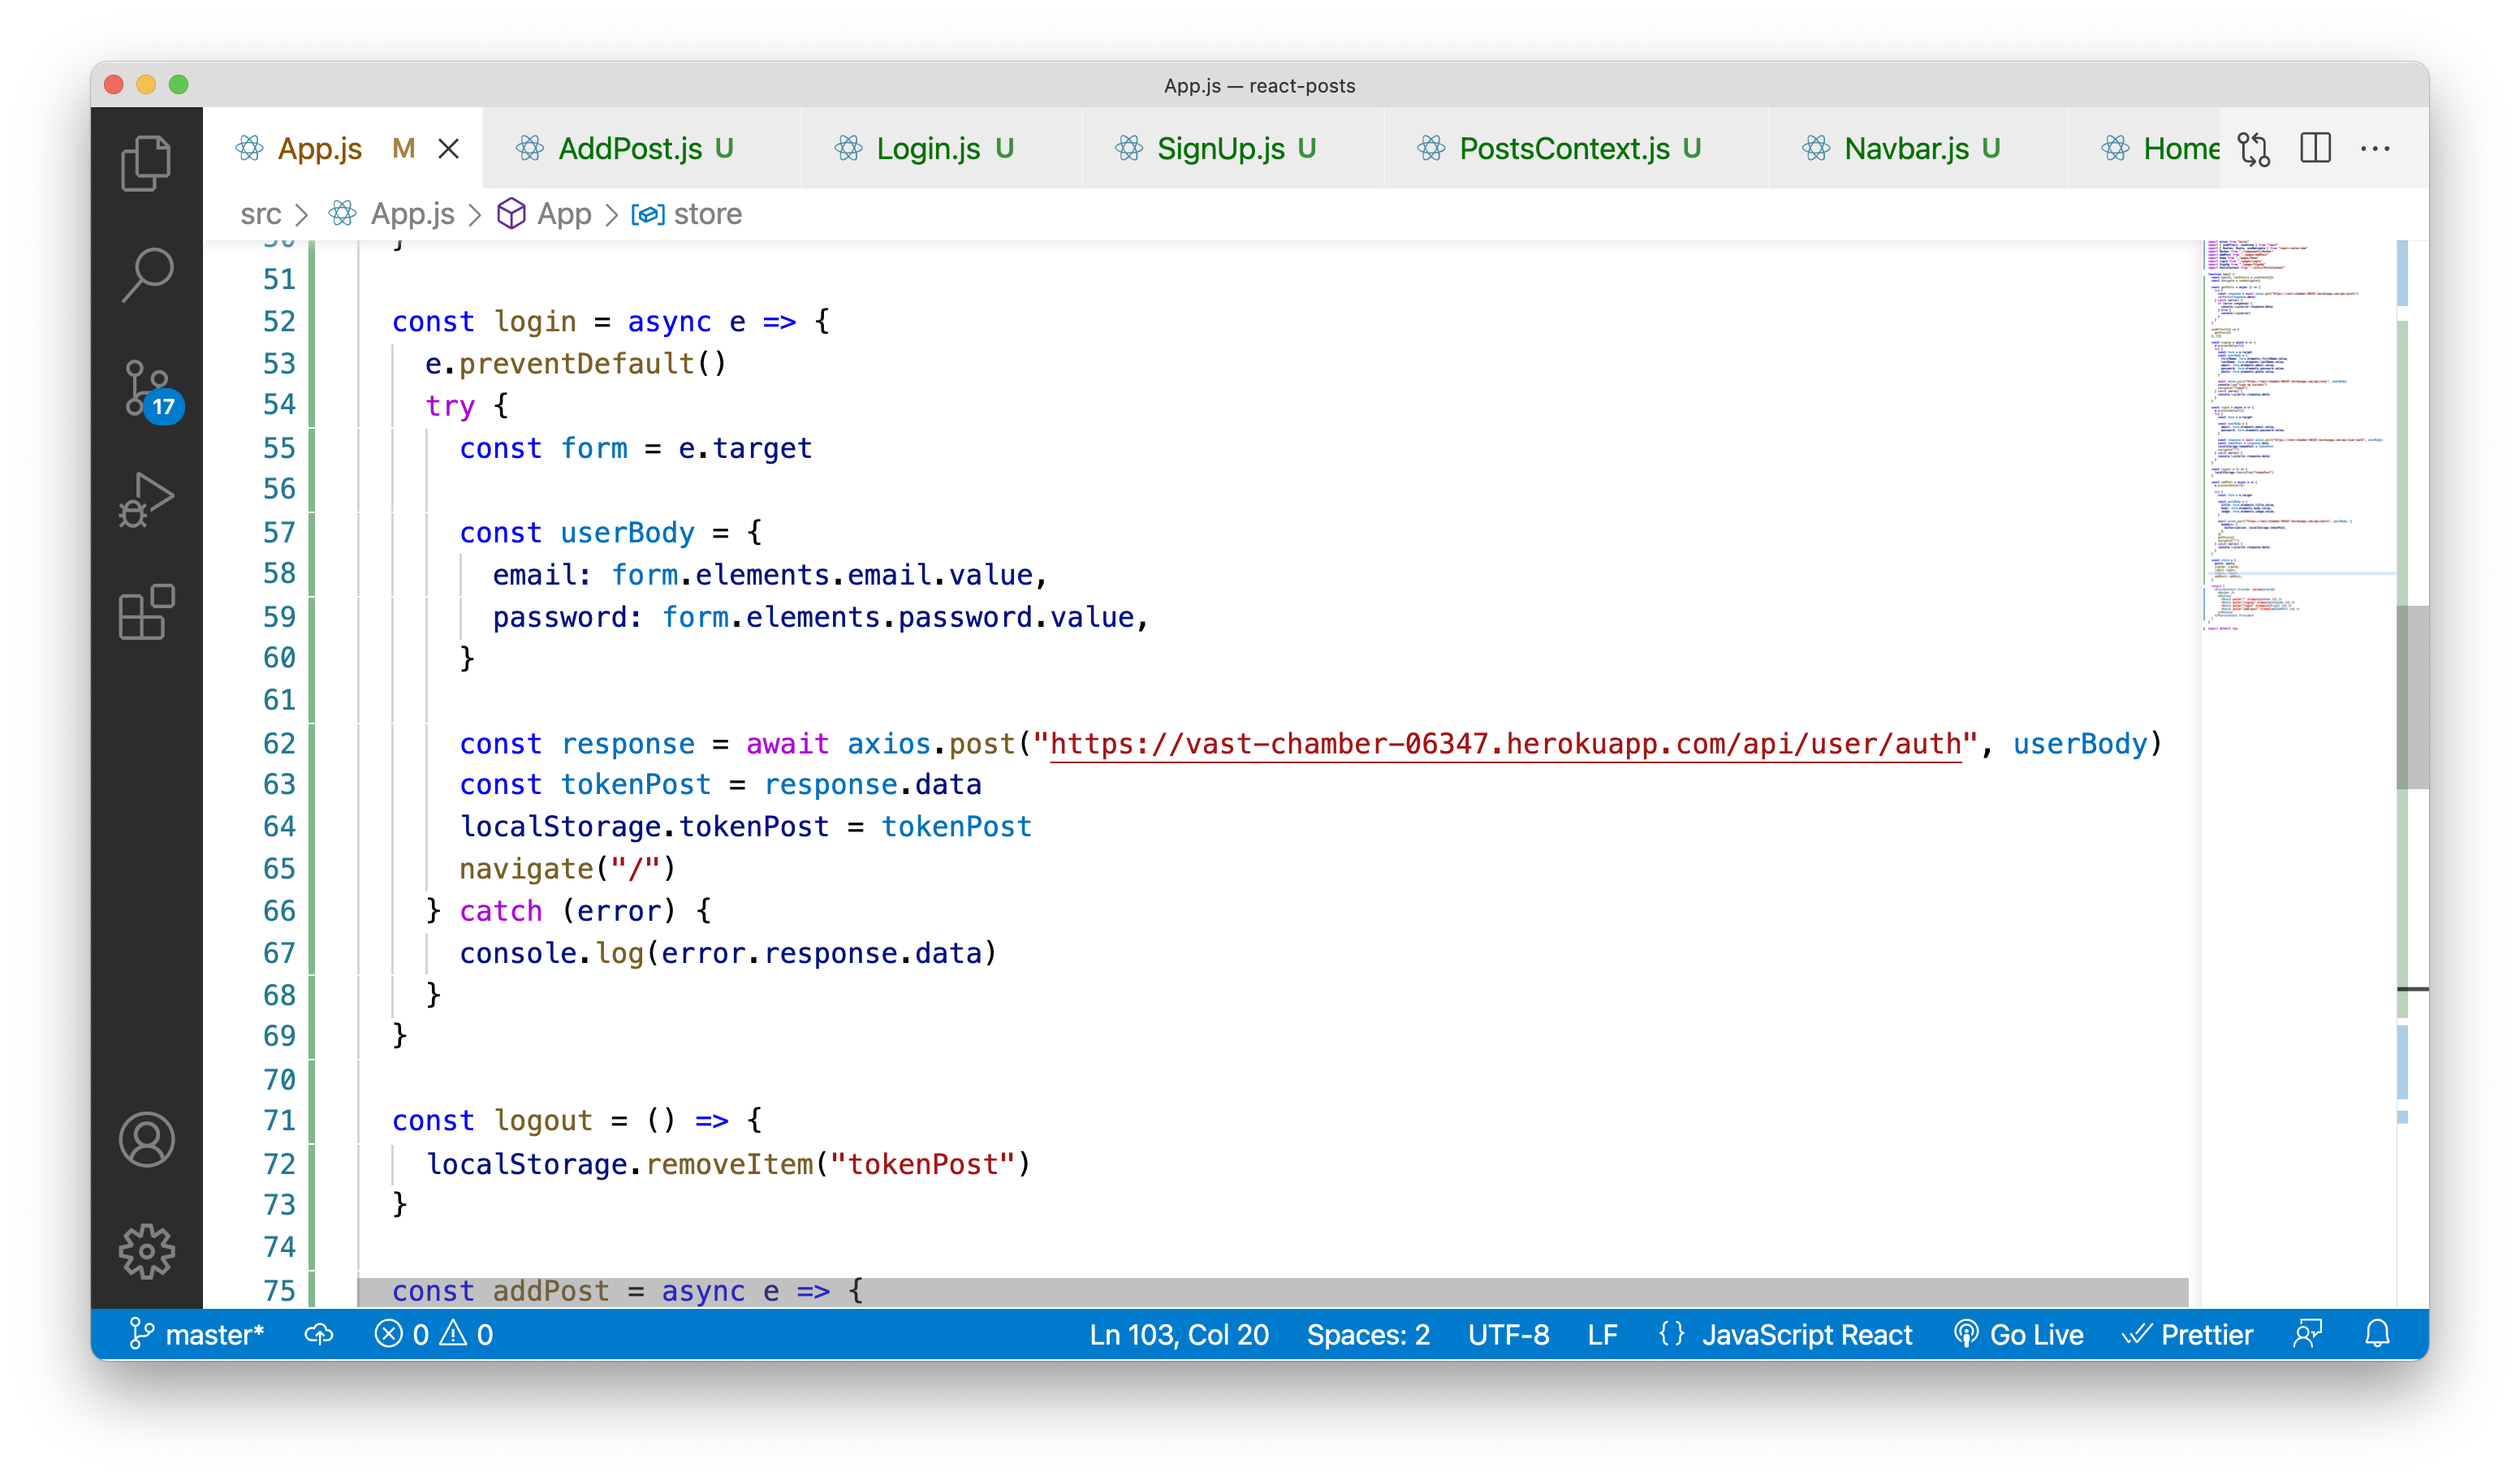 App.js — react-posts
App.js M AddPost.js U Login.js U SignUp.js U PostsContext.js U Navbar.js U Home
src > App.js > App > store
50 }
51
52 const login = async e => {
53 e.preventDefault()
54 try {
55 const form = e.target
56
57 const userBody = {
58 email: form.elements.email.value,
59 password: form.elements.password.value,
60 }
61
62 const response = await axios.post("https://vast-chamber-06347.herokuapp.com/api/user/auth", userBody)
63 const tokenPost = response.data
64 localStorage.tokenPost = tokenPost
65 navigate("/")
66 } catch (error) {
67 console.log(error.response.data)
68 }
69 }
70
71 const logout = () => {
72 localStorage.removeItem("tokenPost")
73 }
74
75 const addPost = async e => {
17
master* 0 0 Ln 103, Col 20 Spaces: 2 UTF-8 LF {} JavaScript React Go Live Prettier